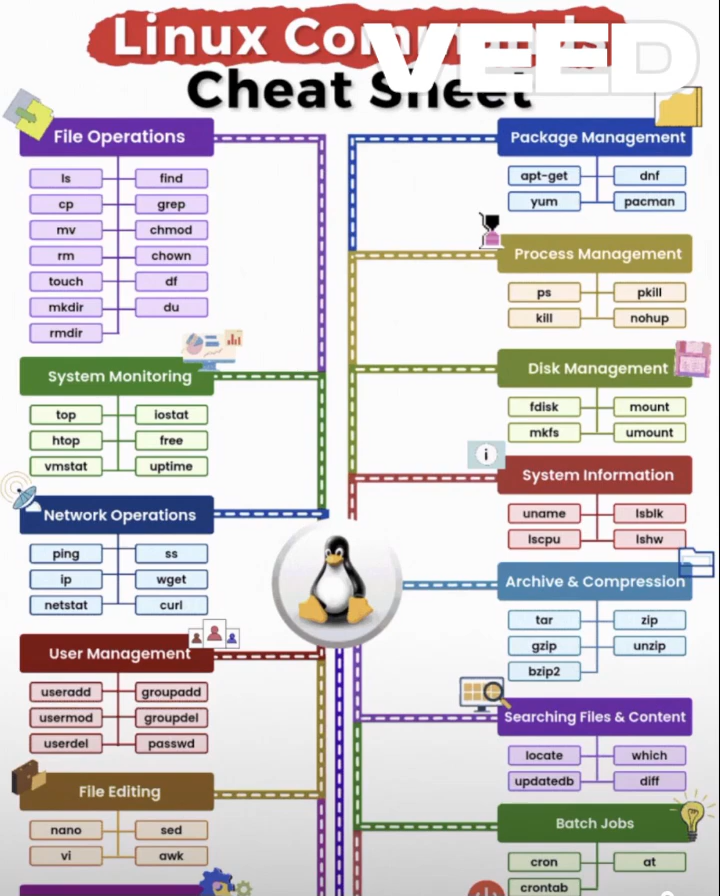 Linux Commands
VEED
Cheat Sheet
File Operations
ls
find
cp
grep
mv
chmod
rm
chown
touch
df
mkdir
du
rmdir
System Monitoring
top
iostat
htop
free
vmstat
uptime
Network Operations
ping
ss
ip
wget
netstat
curl
User Management
useradd
groupadd
usermod
groupdel
userdel
passwd
File Editing
nano
sed
vi
awk
Package Management
apt-get
dnf
yum
pacman
Process Management
ps
pkill
kill
nohup
Disk Management
fdisk
mount
mkfs
umount
System Information
uname
lsblk
lscpu
lshw
Archive & Compression
tar
zip
gzip
unzip
bzip2
Searching Files & Content
locate
which
updatedb
diff
Batch Jobs
cron
at
crontab